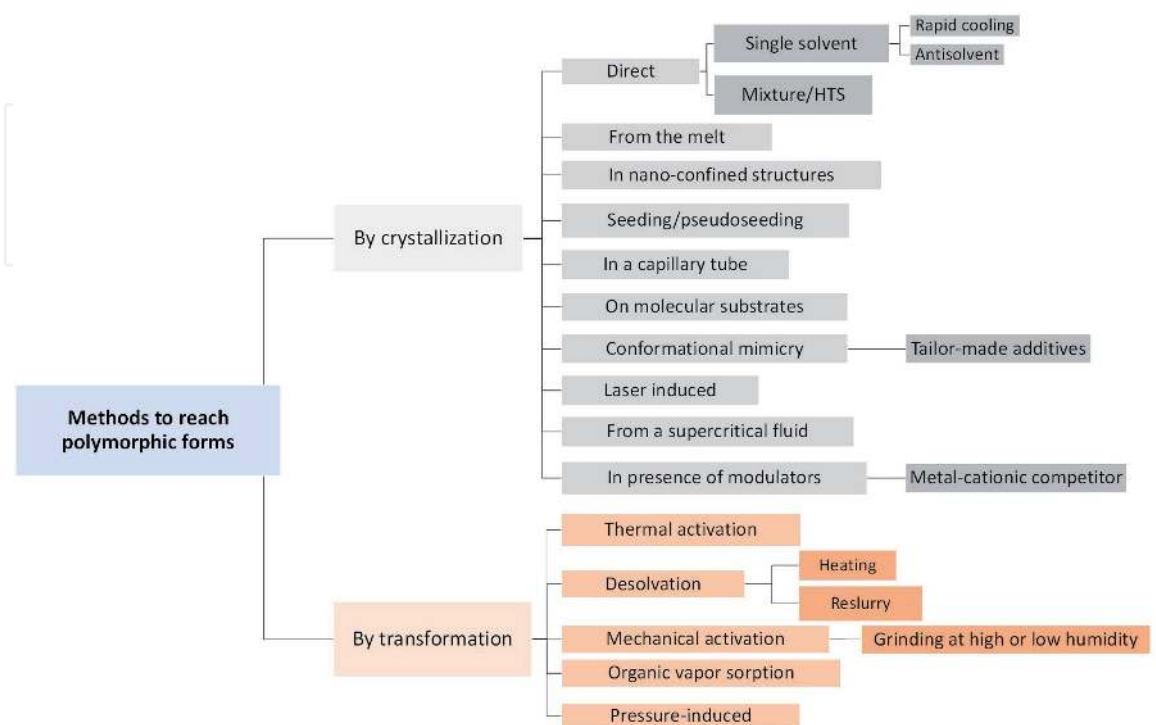 Rapid cooling
Single solvent
Antisolvent
Direct
Mixture/HTS
From the melt
In nano-confined structures
Seeding/pseudoseeding
By crystallization
In a capillary tube
On molecular substrates
Conformational mimicry
Tailor-made additives
Laser induced
Methods to reach
polymorphic forms
From a supercritical fluid
In presence of modulators
Metal-cationic competitor
Thermal activation
Heating
Desolvation
Reslurry
By transformation
Mechanical activation
Grinding at high or low humidity
Organic vapor sorption
Pressure-induced